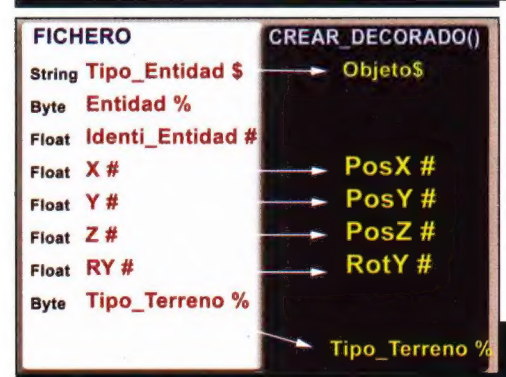 FICHERO CREAR_DECORADO()
String Tipo_Entidad $ Objeto$
Byte Entidad %
Float Identi_Entidad #
Float X # PosX #
Float Y # PosY #
Float Z # PosZ #
Float RY # RotY #
Byte Tipo_Terreno %
Tipo_Terreno %